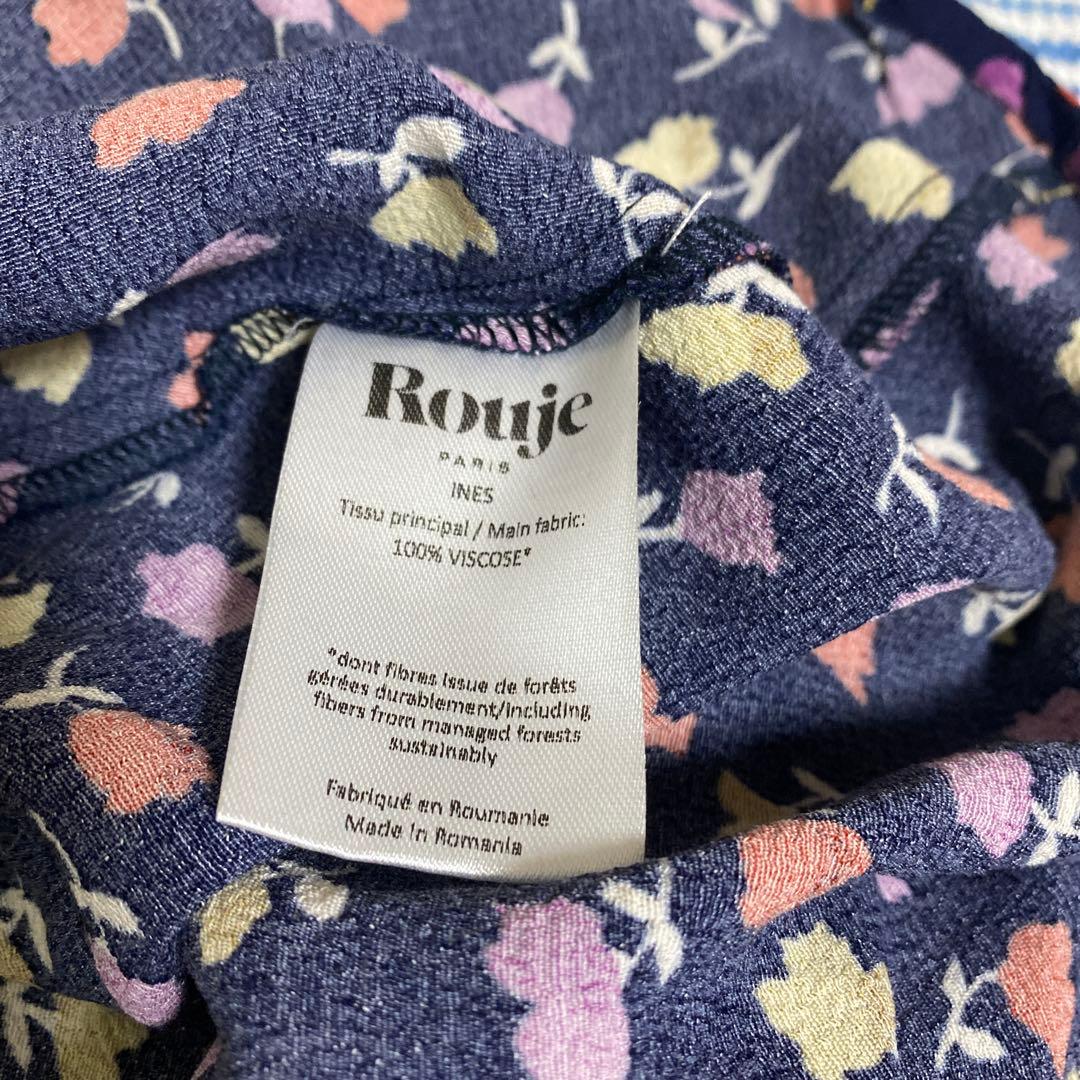 Rouje
PARIS
INES
Tissu principal / Main fabric:
100% VISCOSE*
*dont fibres issue de forêts
gérées durablement/including
fibers from managed forests
sustainably
Fabriqué en Roumanie
Made in Romania